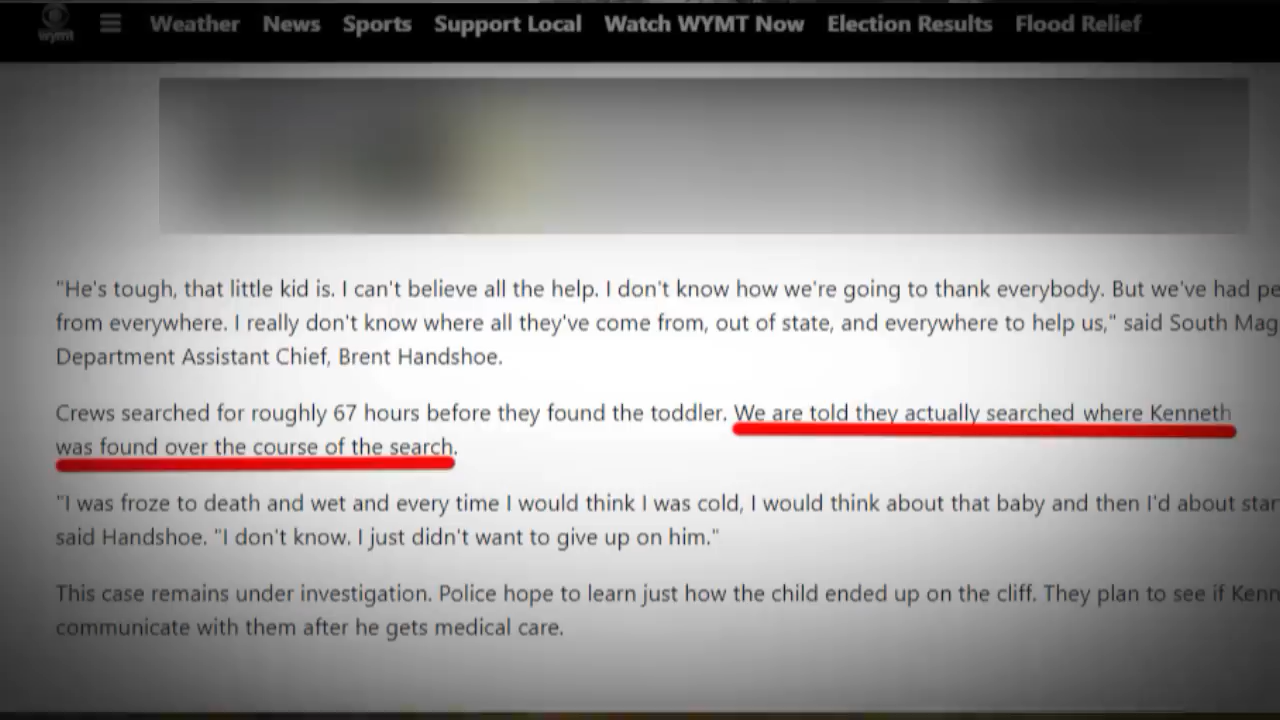 wymt
Weather News Sports Support Local Watch WYMT Now Election Results Flood Relief
"He's tough, that little kid is. I can't believe all the help. I don't know how we're going to thank everybody. But we've had pe
from everywhere. I really don't know where all they've come from, out of state, and everywhere to help us," said South Mag
Department Assistant Chief, Brent Handshoe.
Crews searched for roughly 67 hours before they found the toddler. We are told they actually searched where Kenneth
was found over the course of the search.
"I was froze to death and wet and every time I would think I was cold, I would think about that baby and then I'd about star
said Handshoe. "I don't know. I just didn't want to give up on him."
This case remains under investigation. Police hope to learn just how the child ended up on the cliff. They plan to see if Kenn
communicate with them after he gets medical care.